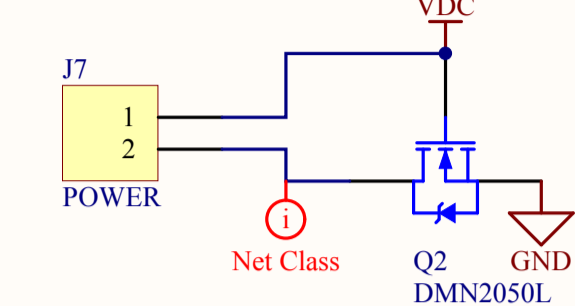 VDC
J7
1
2
POWER
i
Net Class
Q2
GND
DMN2050L